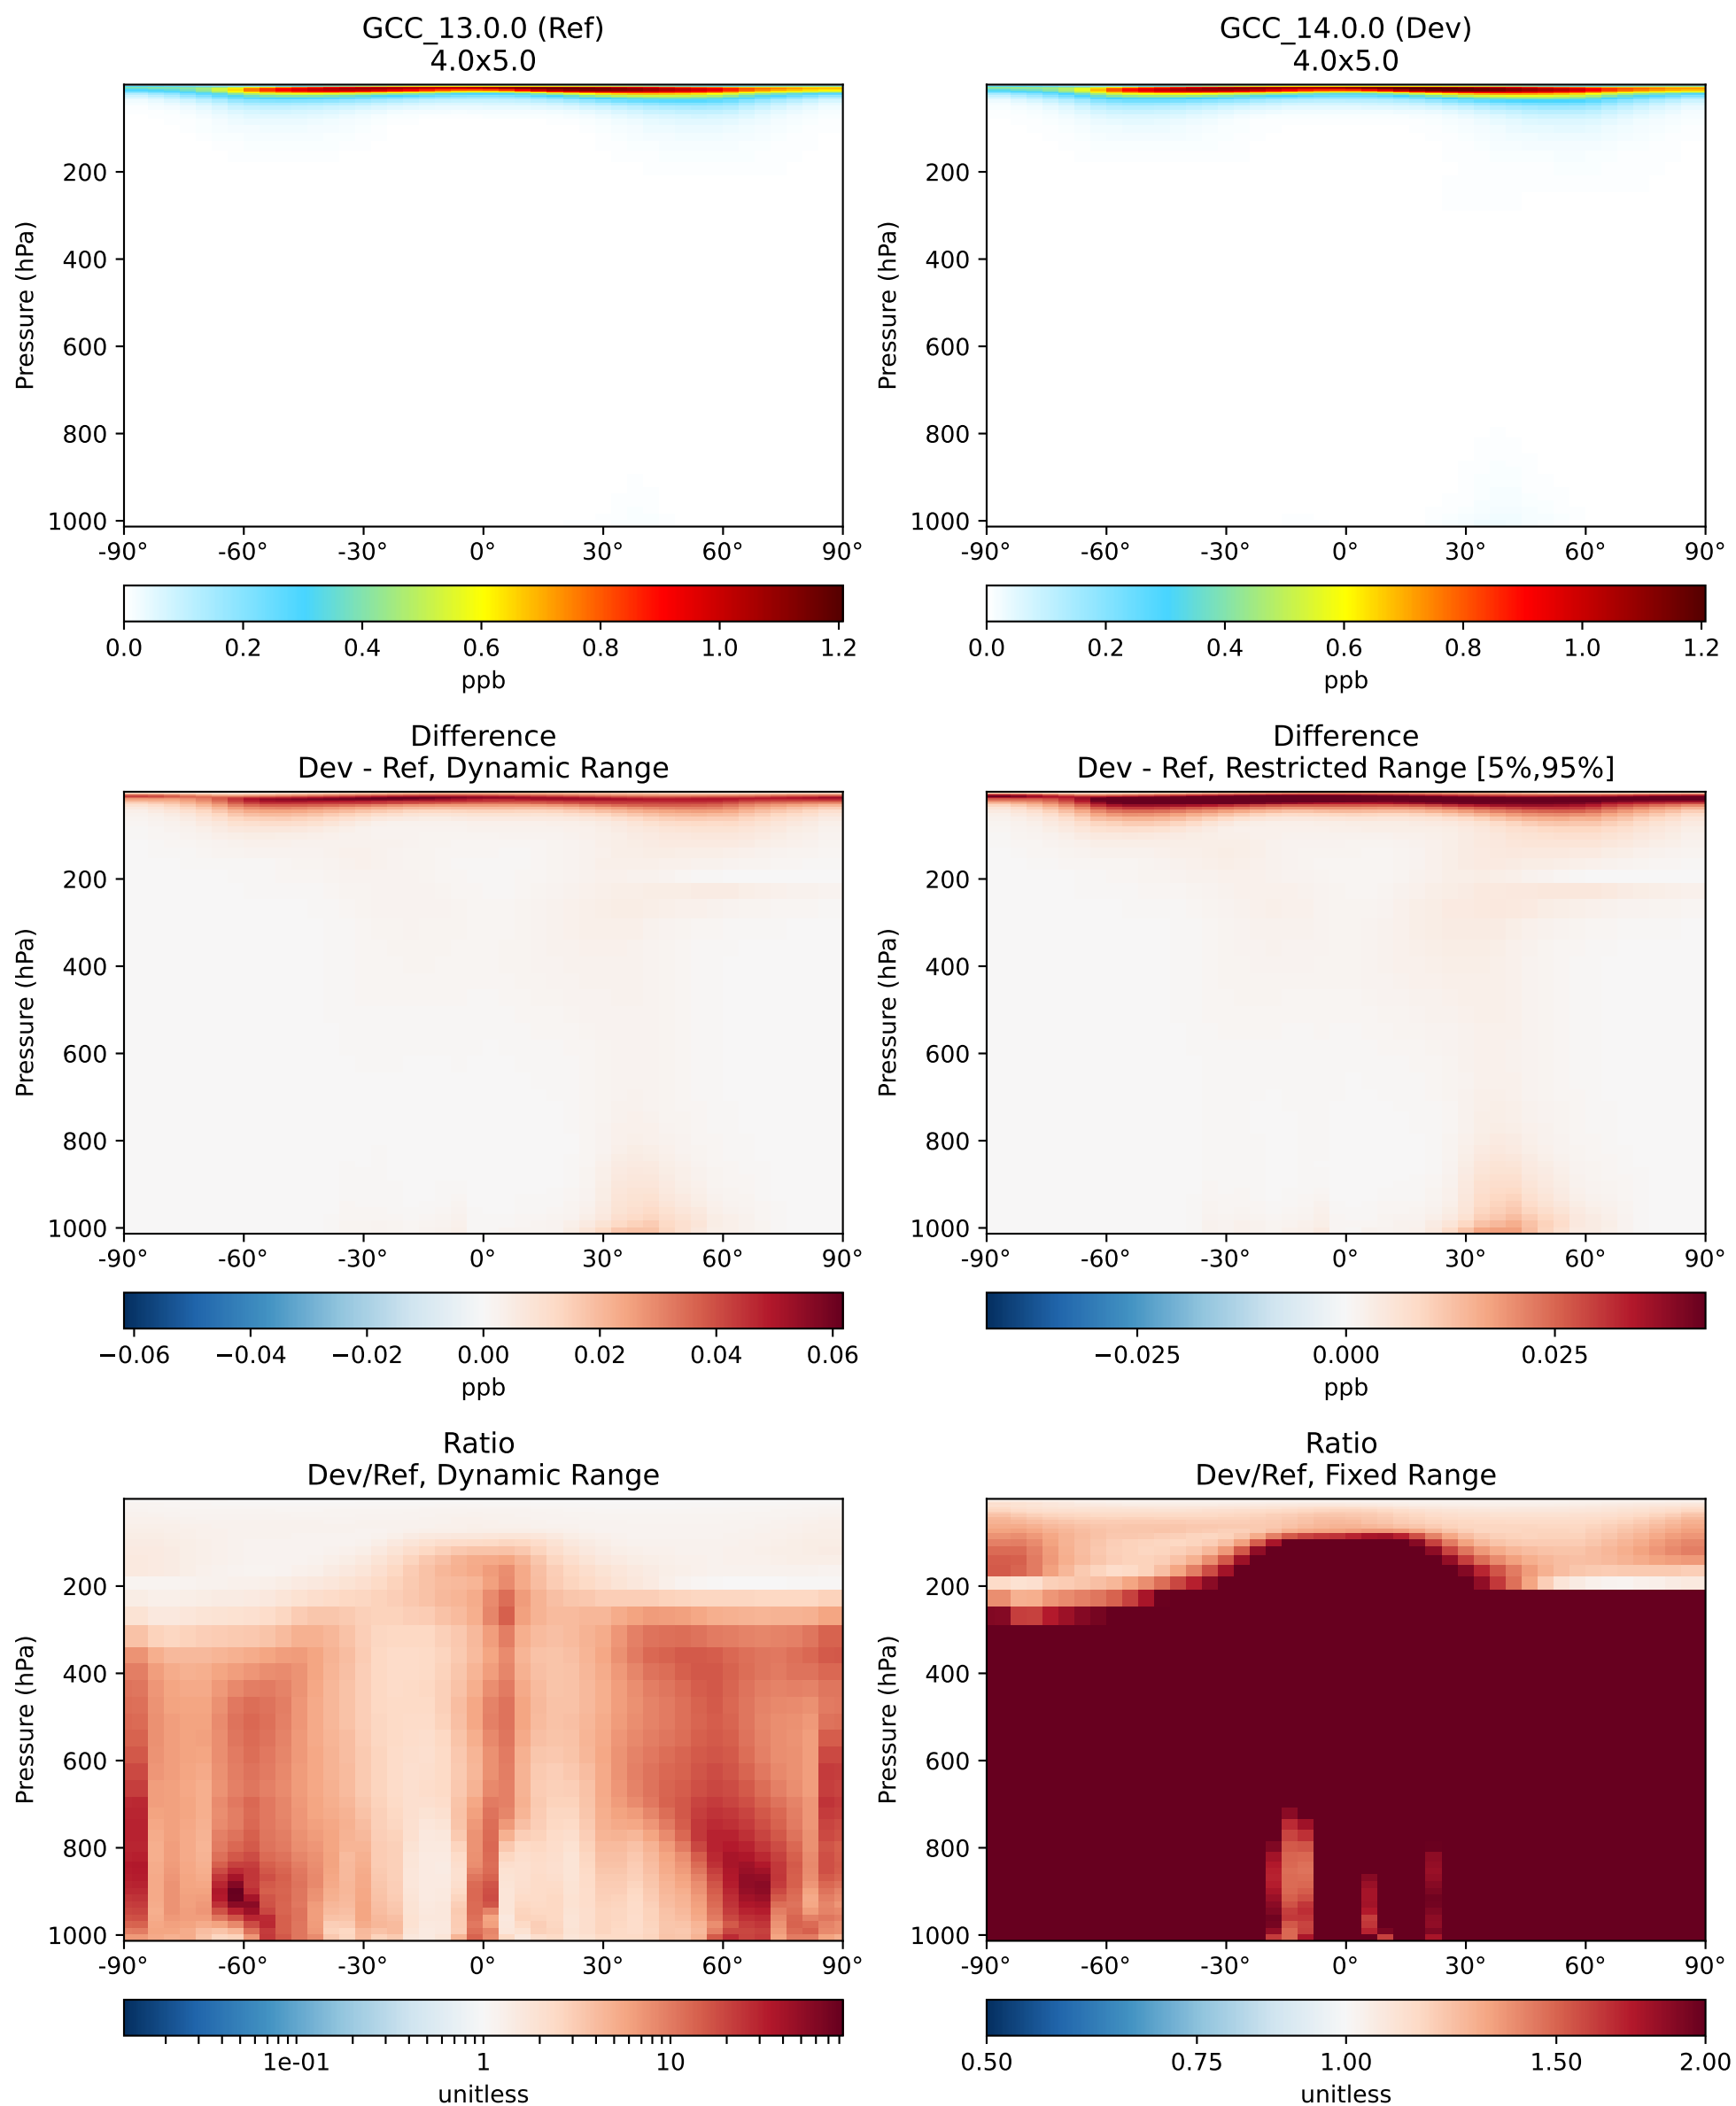 GCC_13.0.0 (Ref)
4.0x5.0
Pressure (hPa)
200
400
600
800
1000
-90° -60° -30° 0° 30° 60° 90°
0.0 0.2 0.4 0.6 0.8 1.0 1.2
ppb
GCC_14.0.0 (Dev)
4.0x5.0
Pressure (hPa)
200
400
600
800
1000
-90° -60° -30° 0° 30° 60° 90°
0.0 0.2 0.4 0.6 0.8 1.0 1.2
ppb
Difference
Dev - Ref, Dynamic Range
Pressure (hPa)
200
400
600
800
1000
-90° -60° -30° 0° 30° 60° 90°
−0.06 −0.04 −0.02 0.00 0.02 0.04 0.06
ppb
Difference
Dev - Ref, Restricted Range [5%,95%]
Pressure (hPa)
200
400
600
800
1000
-90° -60° -30° 0° 30° 60° 90°
−0.025 0.000 0.025
ppb
Ratio
Dev/Ref, Dynamic Range
Pressure (hPa)
200
400
600
800
1000
-90° -60° -30° 0° 30° 60° 90°
1e-01 1 10
unitless
Ratio
Dev/Ref, Fixed Range
Pressure (hPa)
200
400
600
800
1000
-90° -60° -30° 0° 30° 60° 90°
0.50 0.75 1.00 1.50 2.00
unitless